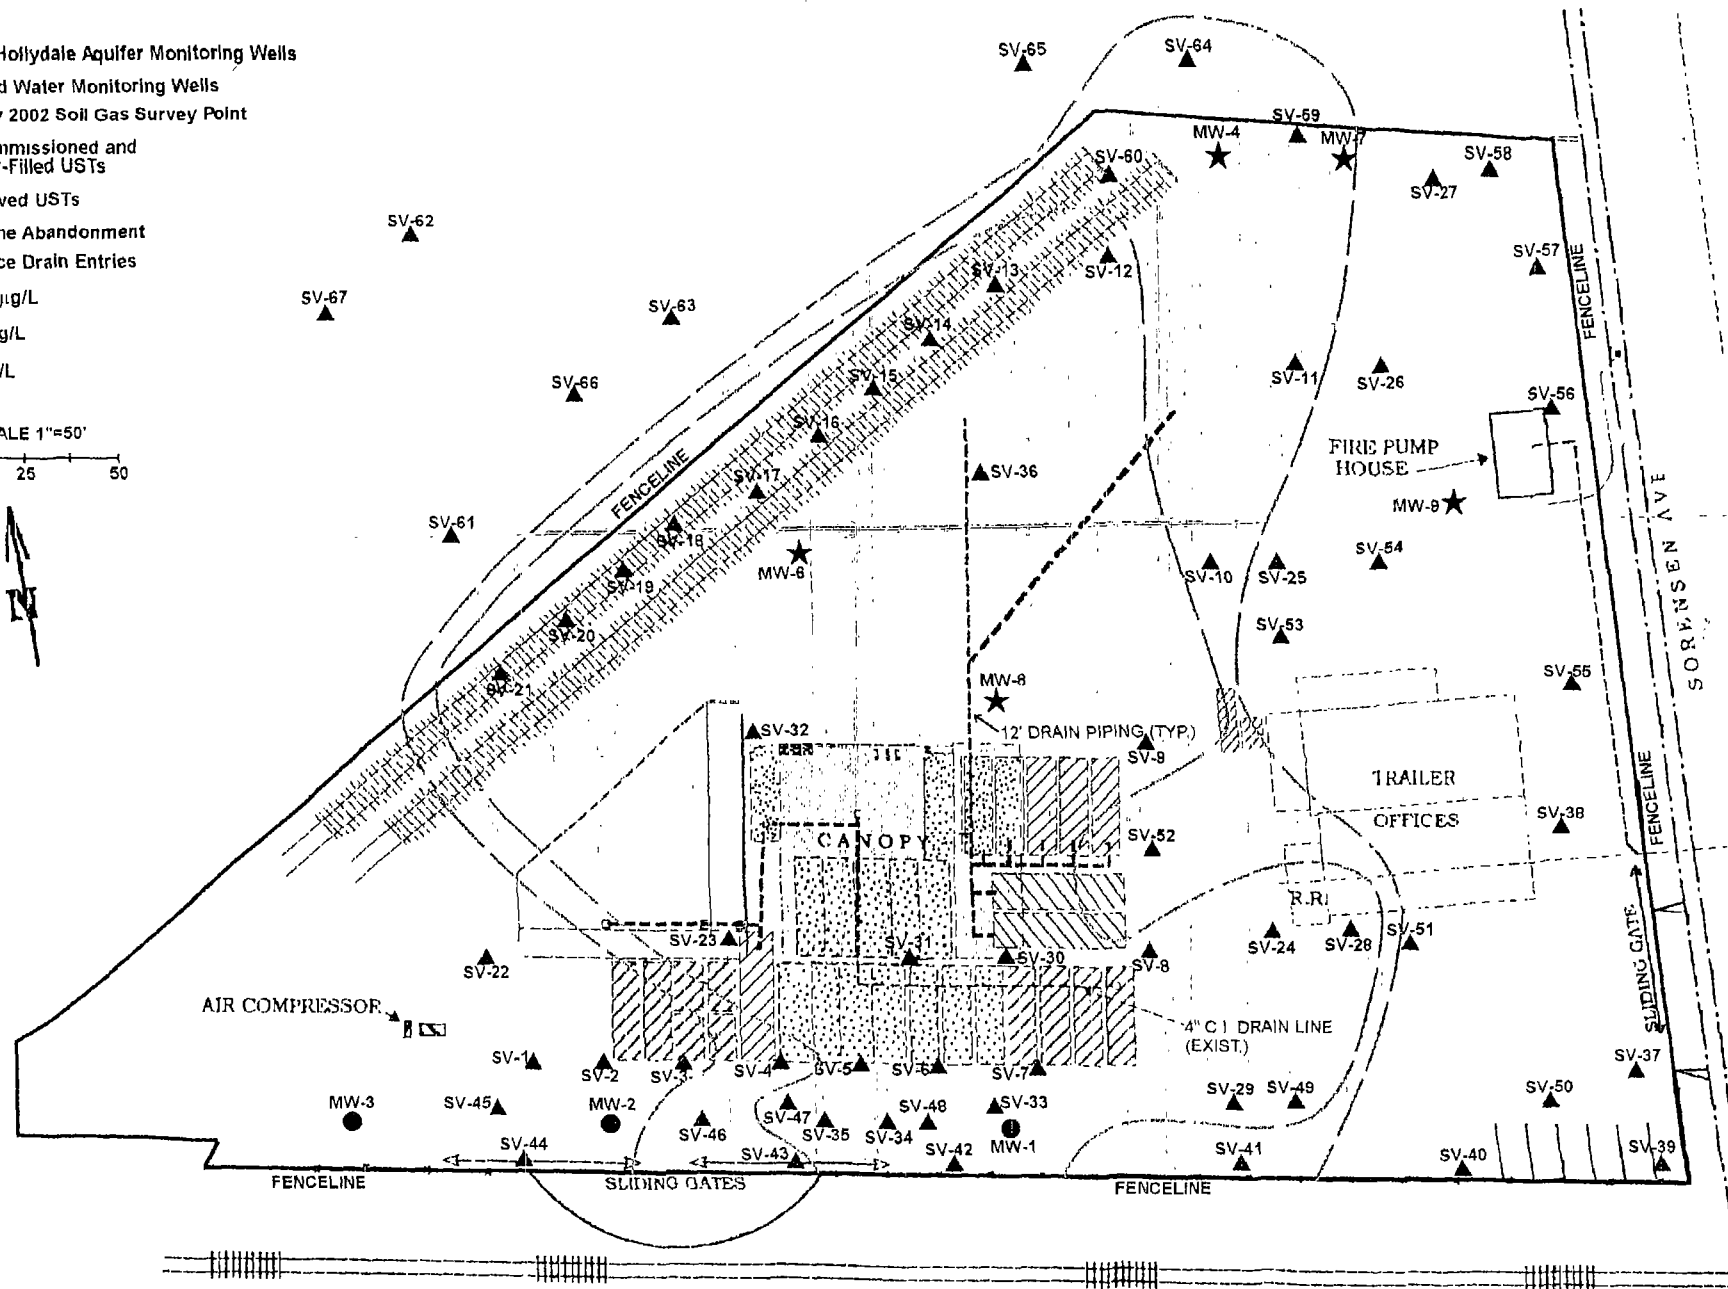 Hollydale Aquifer Monitoring Wells
d Water Monitoring Wells
2002 Soil Gas Survey Point
mmissioned and
-Filled USTs
ved USTs
ne Abandonment
ce Drain Entries
µg/L
g/L
/L
ALE 1"=50'
25 50
N
SV-65
SV-64
SV-59
MW-4
MW-7
SV-60
SV-58
SV-27
SV-62
SV-57
SV-12
SV-13
SV-67
SV-63
SV-14
FENCELINE
SV-11
SV-26
SV-66
SV-15
SV-56
SV-16
FIRE PUMP
HOUSE
SV-36
SV-17
FENCELINE
MW-9
SORENSEN AVE
SV-61
SV-18
MW-6
SV-10
SV-25
SV-54
SV-19
SV-20
SV-53
SV-21
MW-8
SV-55
SV-32
12' DRAIN PIPING (TYP.)
SV-9
TRAILER
OFFICES
FENCELINE
SV-38
CANOPY
SV-52
R.R.
SV-23
SV-31
SV-30
SV-8
SV-24
SV-28
SV-51
SV-22
SLIDING GATE
AIR COMPRESSOR
4" C I DRAIN LINE
(EXIST.)
SV-1
SV-2
SV-3
SV-4
SV-5
SV-6
SV-7
SV-37
MW-3
SV-45
MW-2
SV-46
SV-47
SV-35
SV-34
SV-48
SV-33
MW-1
SV-29
SV-49
SV-50
SV-44
SV-43
SV-42
SV-41
SV-40
SV-39
FENCELINE
SLIDING GATES
FENCELINE